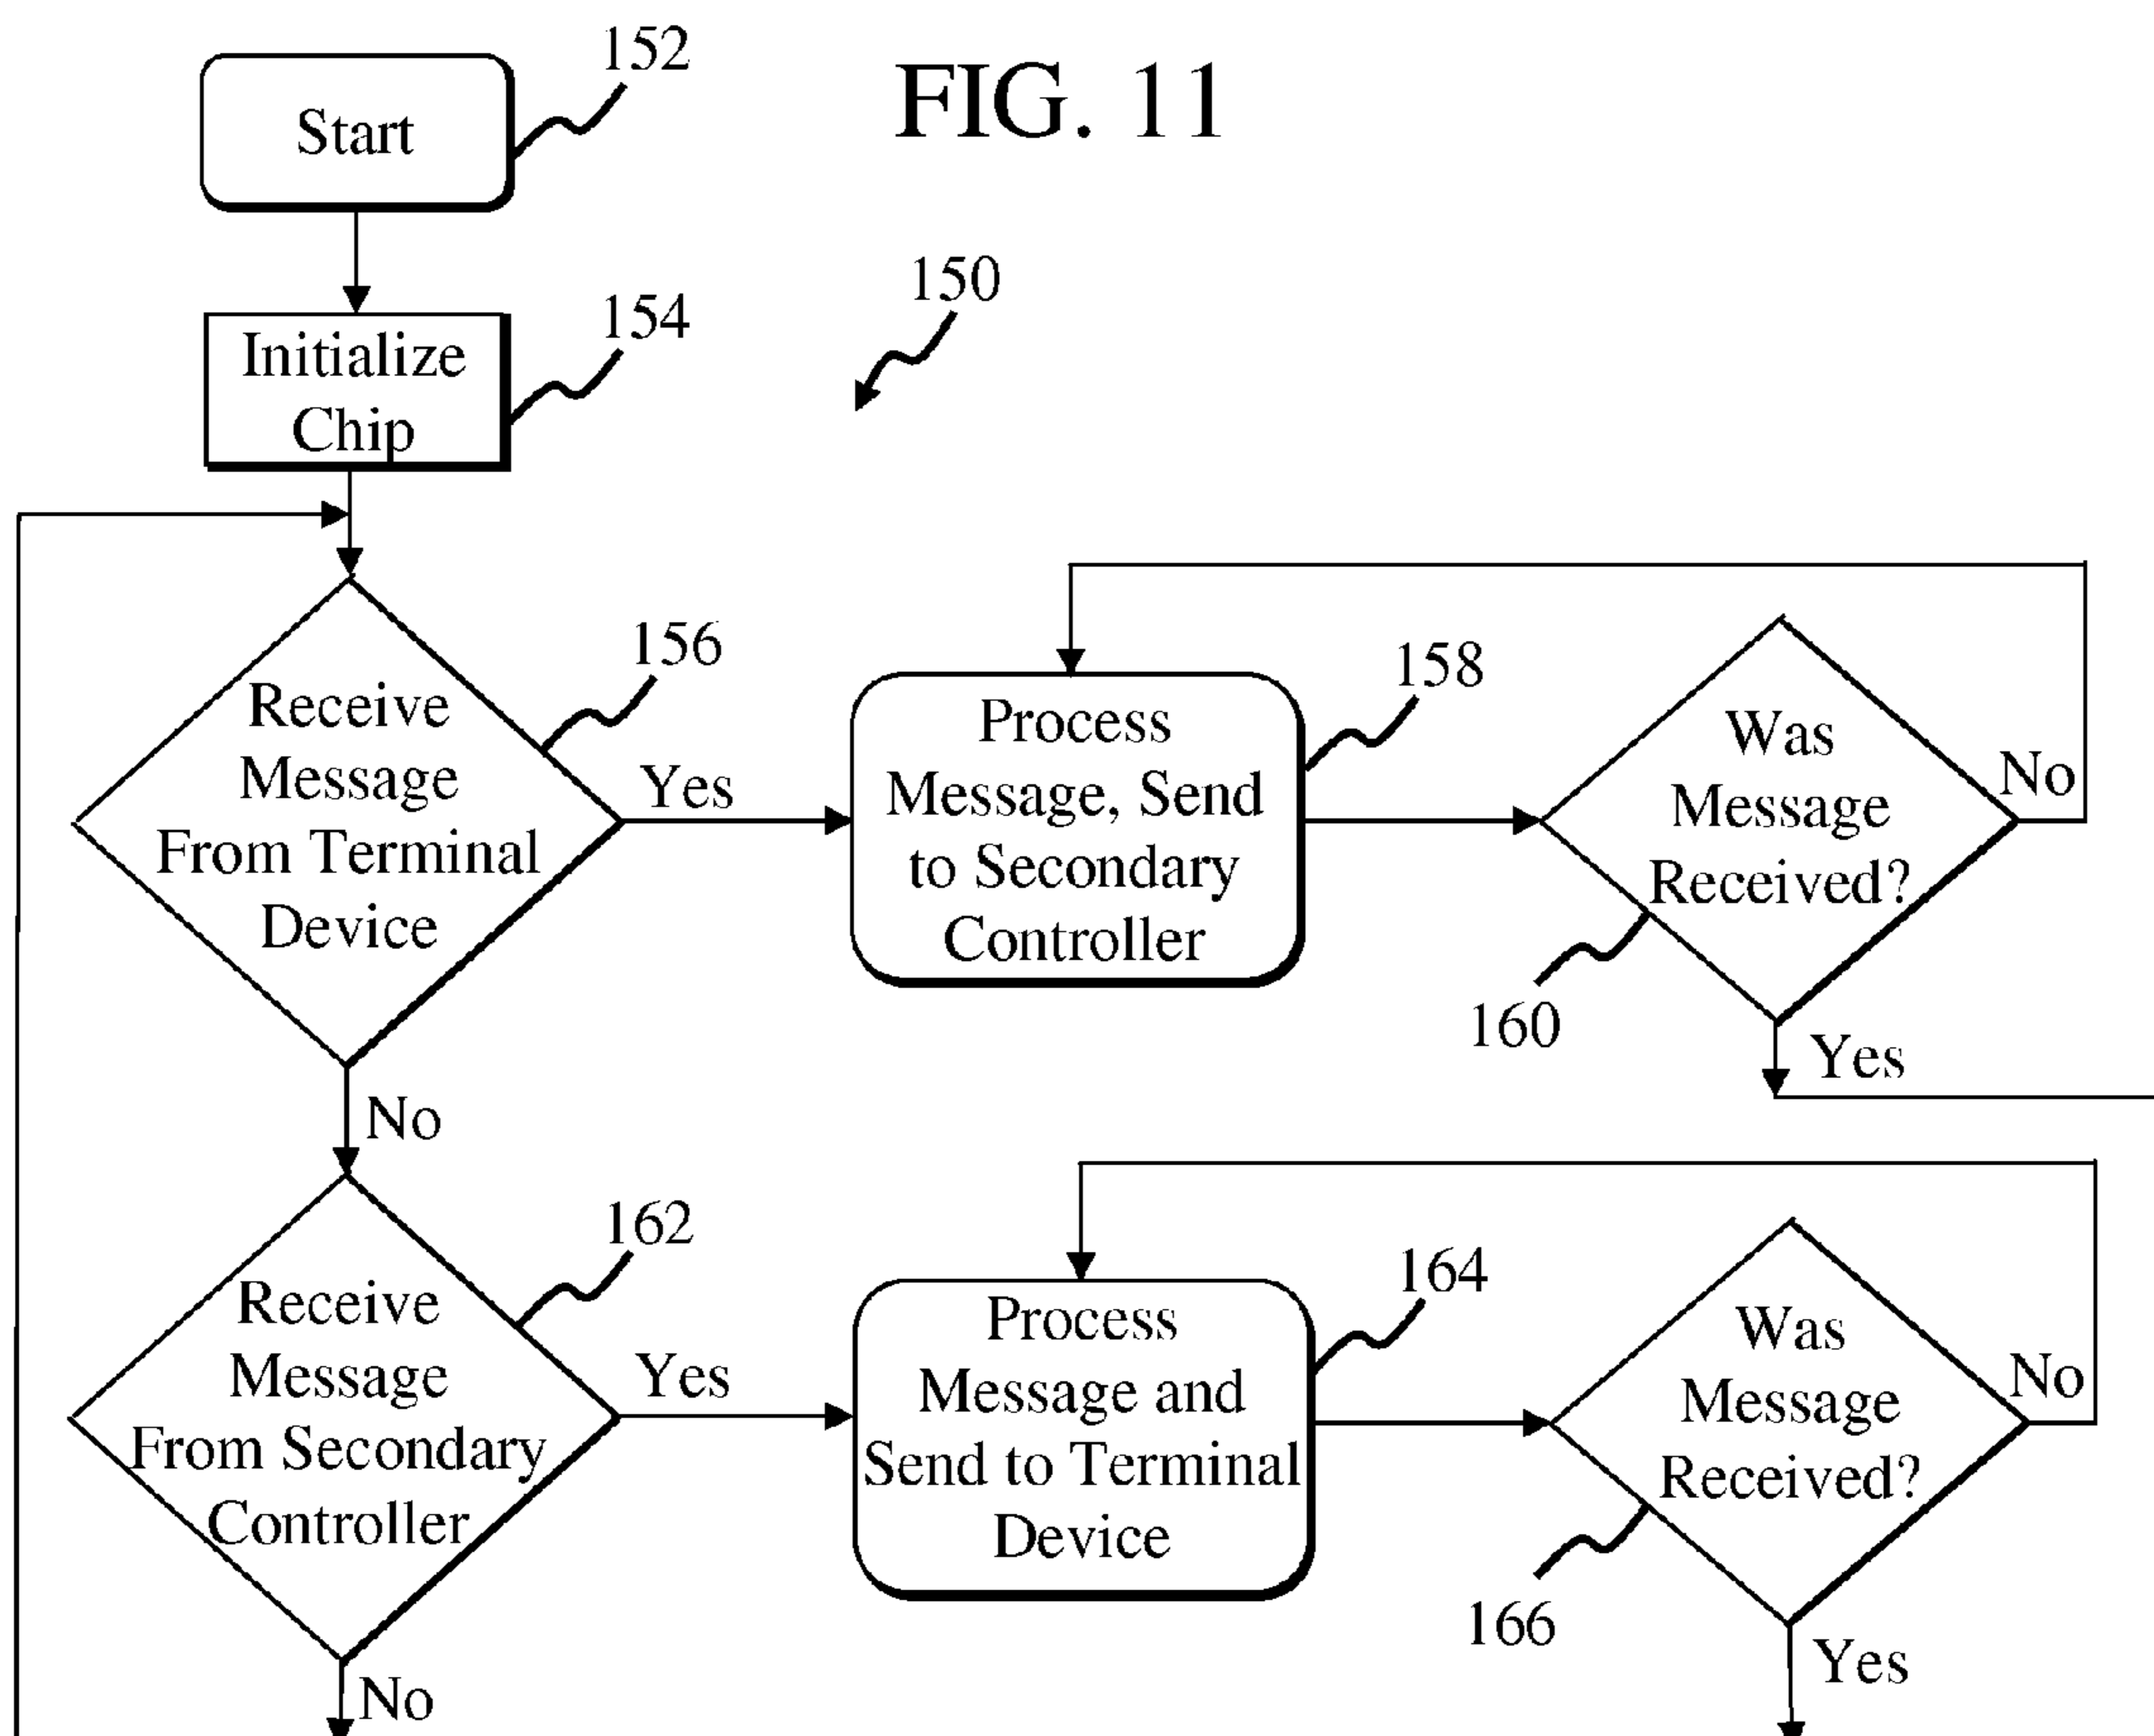 152
FIG. 11
Start
150
154
Initialize
Chip
156
Receive
Message
From Terminal
Device
Yes
158
Process
Message, Send
to Secondary
Controller
Was
Message
Received?
No
160
Yes
No
162
Receive
Message
From Secondary
Controller
Yes
164
Process
Message and
Send to Terminal
Device
Was
Message
Received?
No
166
Yes
No